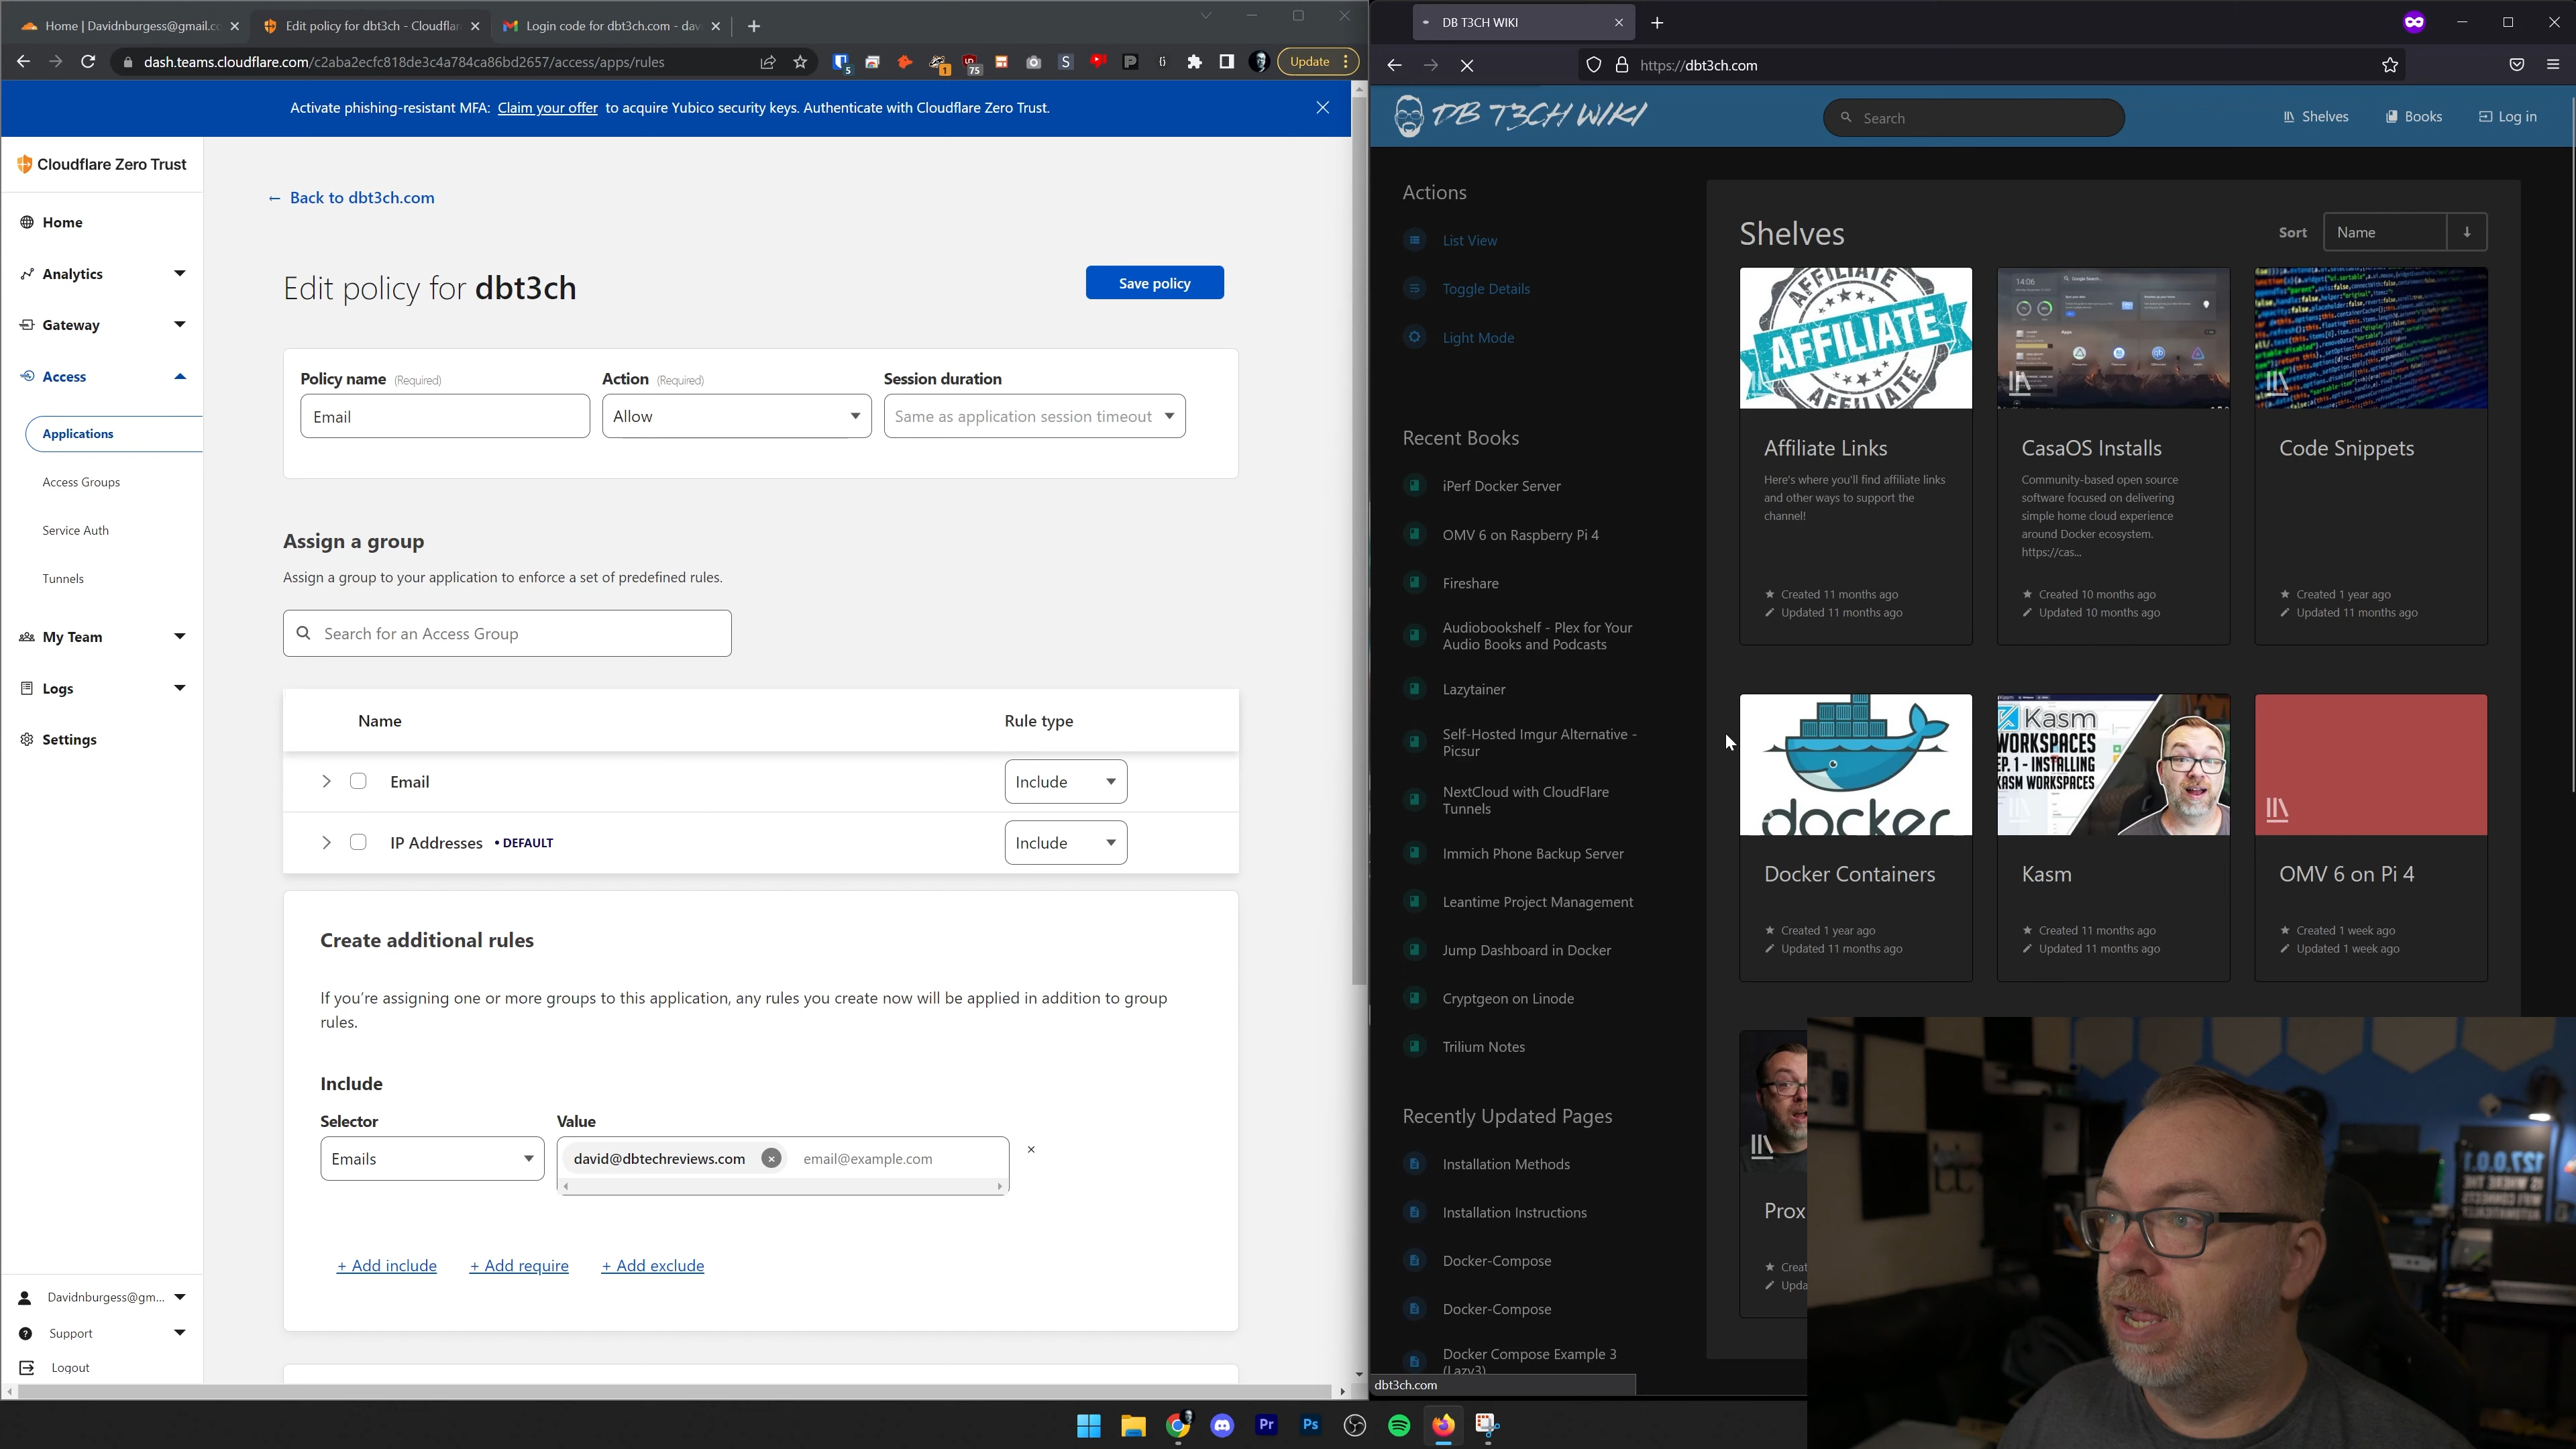 Home | Davidnburgess@gmail.co
Edit policy for dbt3ch - Cloudflar
Login code for dbt3ch.com - dav
DB T3CH WIKI
dash.teams.cloudflare.com/c2aba2ecfc818de3c4a784ca86bd2657/access/apps/rules
Update
https://dbt3ch.com
Activate phishing-resistant MFA: Claim your offer to acquire Yubico security keys. Authenticate with Cloudflare Zero Trust.
Cloudflare Zero Trust
Home
Analytics
Gateway
Access
Applications
Access Groups
Service Auth
Tunnels
My Team
Logs
Settings
Davidnburgess@gm...
Support
Logout
← Back to dbt3ch.com
Edit policy for dbt3ch
Save policy
Policy name (Required)
Action (Required)
Session duration
Email
Allow
Same as application session timeout
Assign a group
Assign a group to your application to enforce a set of predefined rules.
Search for an Access Group
Name
Rule type
Email
Include
IP Addresses • DEFAULT
Include
Create additional rules
If you're assigning one or more groups to this application, any rules you create now will be applied in addition to group
rules.
Include
Selector
Value
Emails
david@dbtechreviews.com
email@example.com
+ Add include
+ Add require
+ Add exclude
DB T3CH WIKI
Search
Shelves
Books
Log in
Actions
List View
Toggle Details
Light Mode
Recent Books
iPerf Docker Server
OMV 6 on Raspberry Pi 4
Fireshare
Audiobookshelf - Plex for Your
Audio Books and Podcasts
Lazytainer
Self-Hosted Imgur Alternative -
Picsur
NextCloud with CloudFlare
Tunnels
Immich Phone Backup Server
Leantime Project Management
Jump Dashboard in Docker
Cryptgeon on Linode
Trilium Notes
Recently Updated Pages
Installation Methods
Installation Instructions
Docker-Compose
Docker-Compose
Docker Compose Example 3
(Lazy3)
dbt3ch.com
Shelves
Sort
Name
AFFILIATE
AFFILIATE
AFFILIATE
14:06
Affiliate Links
Here's where you'll find affiliate links
and other ways to support the
channel!
Created 11 months ago
Updated 11 months ago
CasaOS Installs
Community-based open source
software focused on delivering
simple home cloud experience
around Docker ecosystem.
https://cas...
Created 10 months ago
Updated 10 months ago
Code Snippets
Created 1 year ago
Updated 11 months ago
docker
Docker Containers
Created 1 year ago
Updated 11 months ago
Kasm
WORKSPACES
EP. 1 - INSTALLING
KASM WORKSPACES
Kasm
Created 11 months ago
Updated 11 months ago
OMV 6 on Pi 4
Created 1 week ago
Updated 1 week ago
Prox
Creat
Upda
127.0.0.1